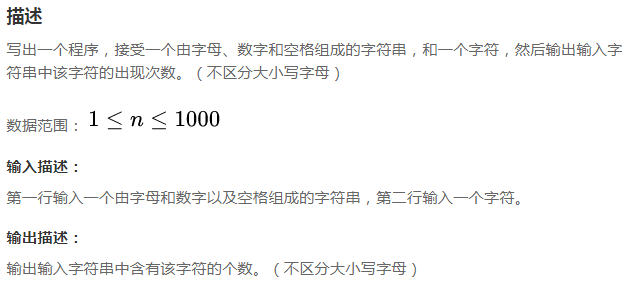 描述
写出一个程序，接受一个由字母、数字和空格组成的字符串，和一个字符，然后输出输入字
符串中该字符的出现次数。（不区分大小写字母）
数据范围： 1 ≤ n ≤ 1000
输入描述：
第一行输入一个由字母和数字以及空格组成的字符串，第二行输入一个字符。
输出描述：
输出输入字符串中含有该字符的个数。（不区分大小写字母）